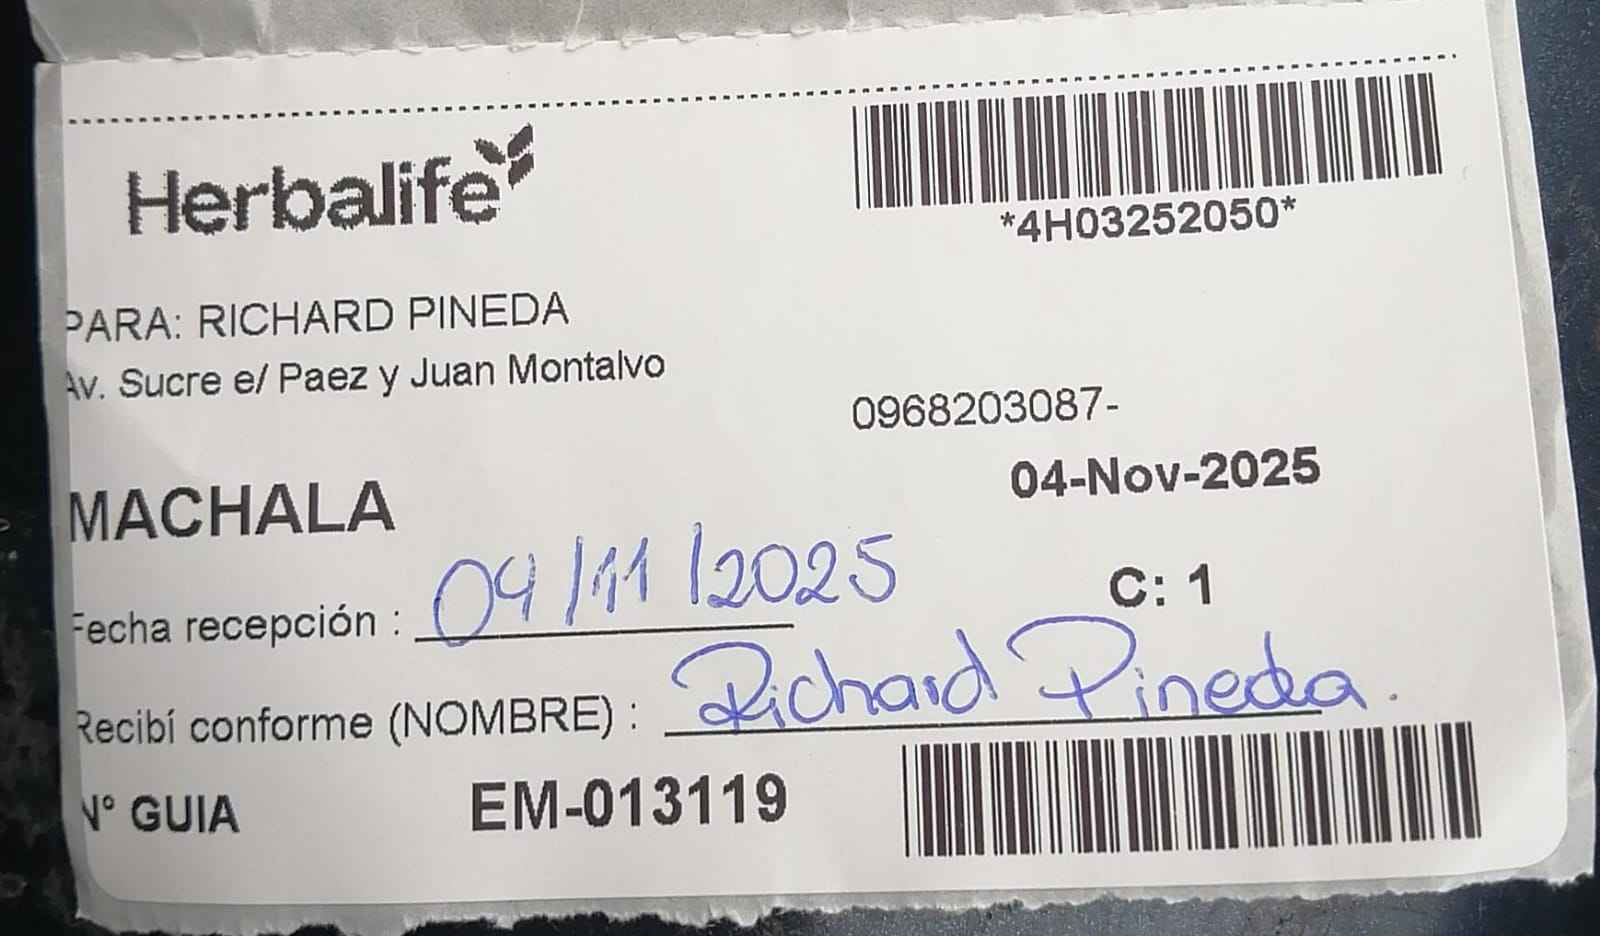 Herbalife
*4H03252050*
PARA: RICHARD PINEDA
Av. Sucre e/ Paez y Juan Montalvo
0968203087-
04-Nov-2025
MACHALA
C: 1
Fecha recepción : 04/11/2025
Recibí conforme (NOMBRE) : Richard Pineda.
N° GUIA EM-013119